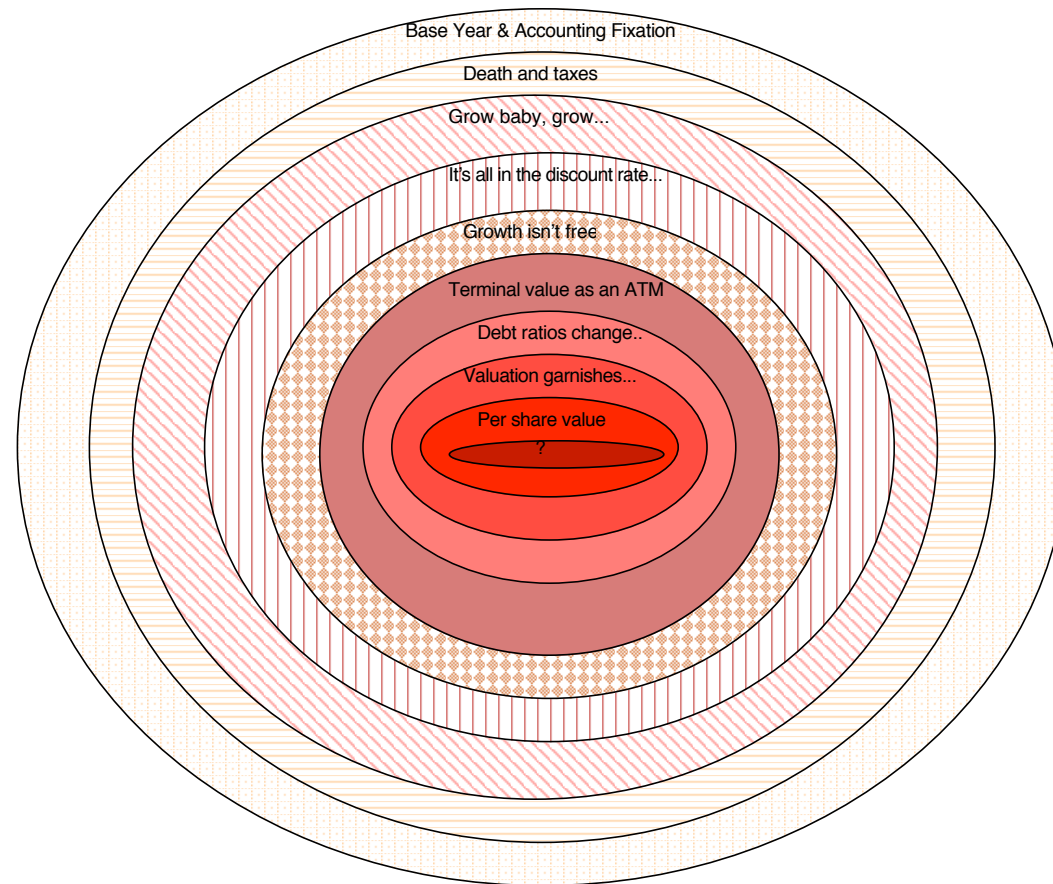 Base Year & Accounting Fixation
Death and taxes
Grow baby, grow...
It's all in the discount rate...
Growth isn't free
Terminal value as an ATM
Debt ratios change..
Valuation garnishes...
Per share value
?